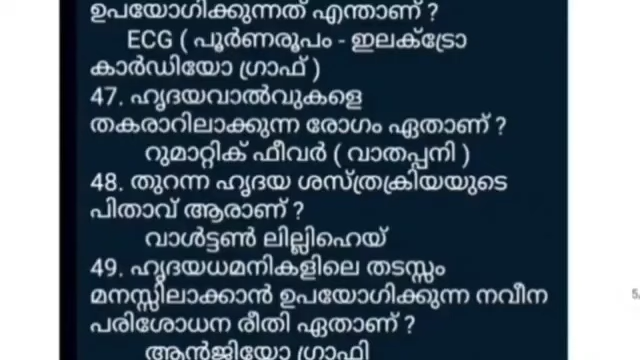 ഉപയോഗിക്കുന്നത് എന്താണ് ?
ECG ( പൂർണരൂപം - ഇലക്ട്രോ
കാർഡിയോ ഗ്രാഫ് )
47. ഹൃദയവാൽവുകളെ
തകരാറിലാക്കുന്ന രോഗം ഏതാണ് ?
റുമാറ്റിക് ഫീവർ ( വാതപ്പനി )
48. തുറന്ന ഹൃദയ ശസ്ത്രക്രിയയുടെ
പിതാവ് ആരാണ് ?
വാൾട്ടൺ ലില്ലിഹെയ്
49. ഹൃദയധമനികളിലെ തടസ്സം
മനസ്സിലാക്കാൻ ഉപയോഗിക്കുന്ന നവീന
പരിശോധന രീതി ഏതാണ് ?
ആൻജിയോ ഗ്രാഫി